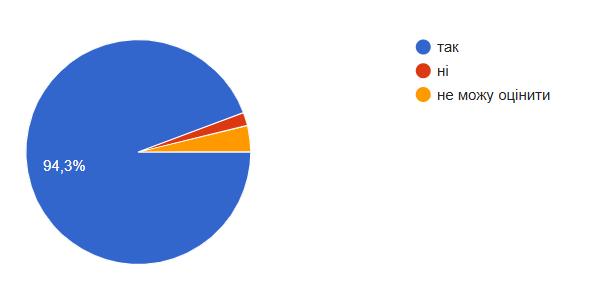 так
ні
не можу оцінити
94,3%